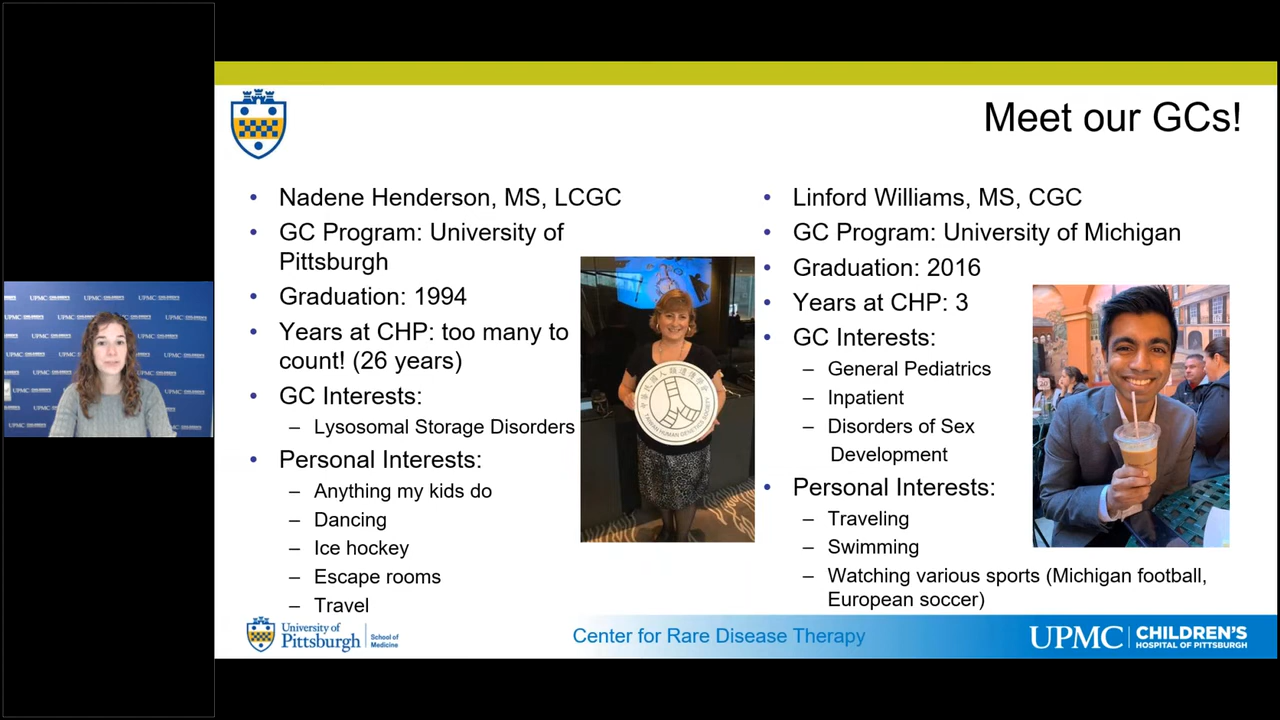 Meet our GCs!
• Nadene Henderson, MS, LCGC
• GC Program: University of
Pittsburgh
• Graduation: 1994
• Years at CHP: too many to
count! (26 years)
• GC Interests:
– Lysosomal Storage Disorders
• Personal Interests:
– Anything my kids do
– Dancing
– Ice hockey
– Escape rooms
– Travel
• Linford Williams, MS, CGC
• GC Program: University of Michigan
• Graduation: 2016
• Years at CHP: 3
• GC Interests:
– General Pediatrics
– Inpatient
– Disorders of Sex
Development
• Personal Interests:
– Traveling
– Swimming
– Watching various sports (Michigan football,
European soccer)
TAIWAN HUMAN GENETICS SOCIETY
University of
Pittsburgh
School of
Medicine
Center for Rare Disease Therapy
UPMC
CHILDREN'S
HOSPITAL OF PITTSBURGH